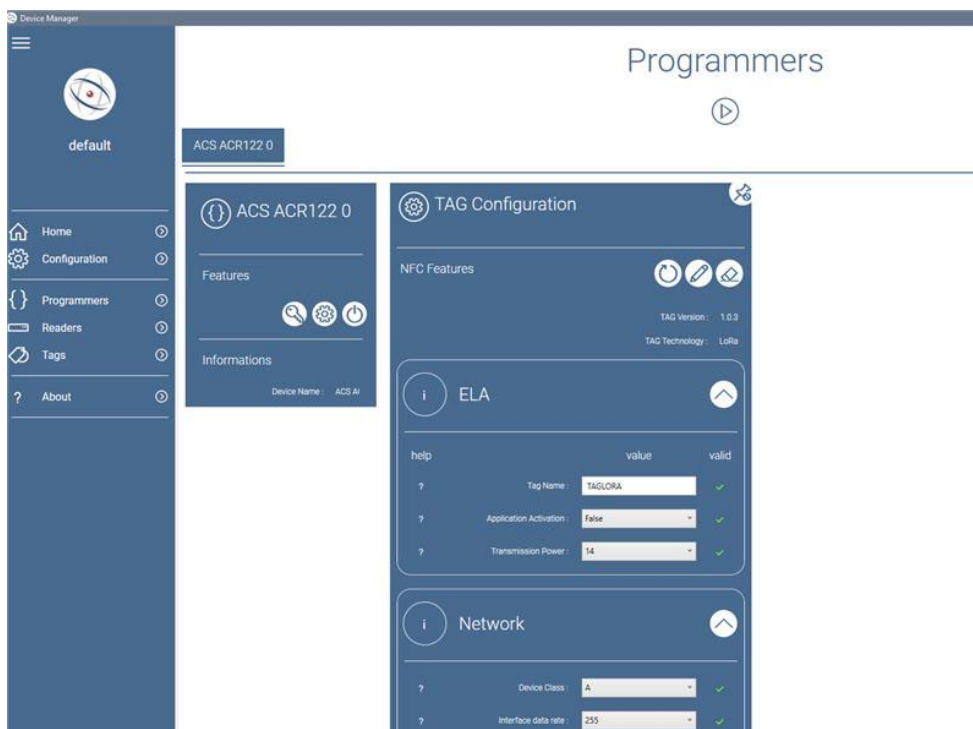 Device Manager
default
Home
Configuration
Programmers
Readers
Tags
? About
Programmers
ACS ACR122 0
{} ACS ACR122 0
Features
Informations
Device Name : ACS A
TAG Configuration
NFC Features
TAG Version : 1.0.3
TAG Technology : LoRa
i ELA
help value valid
? Tag Name : TAGLORA
? Application Activation : False
? Transmission Power : 14
i Network
? Device Class : A
? Interface data rate : 255